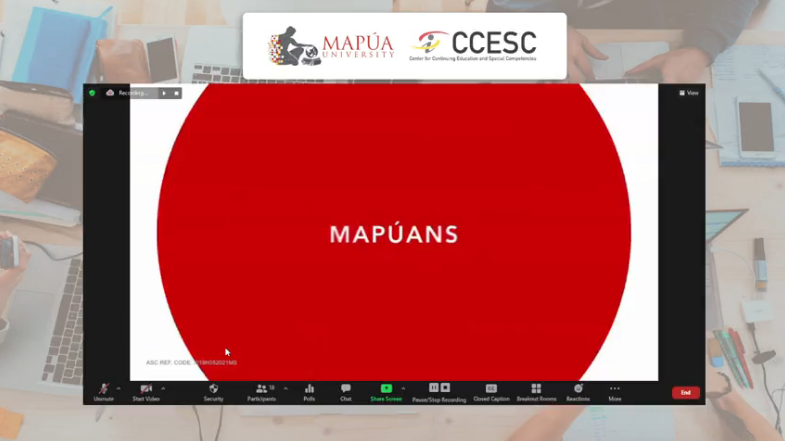 MAPÚA
UNIVERSITY
CCESC
Center for Continuing Education and Special Competencies
Recording...
View
MAPÚANS
ASC REF. CODE:
Unmute
Start Video
Security
Participants
18
Polls
Chat
Share Screen
Pause/Stop Recording
Closed Caption
Breakout Rooms
Reactions
More
End